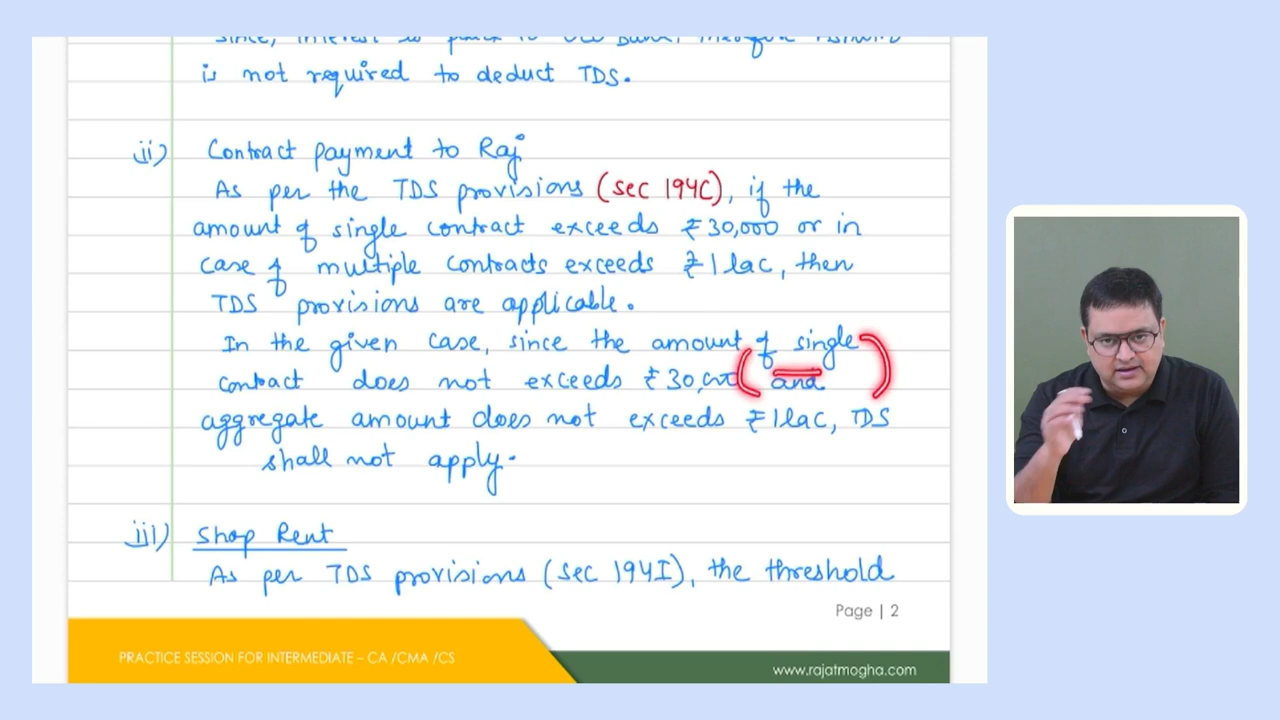 is not required to deduct TDS.
ii) Contract payment to Raj
As per the TDS provisions (sec 194C), if the
amount of single contract exceeds ₹30,000 or in
case of multiple contracts exceeds ₹1 lac, then
TDS provisions are applicable.
In the given case, since the amount of single
contract does not exceeds ₹30,000 and
aggregate amount does not exceeds ₹1lac, TDS
shall not apply.
iii) Shop Rent
As per TDS provisions (sec 194I), the threshold
Page | 2
PRACTICE SESSION FOR INTERMEDIATE – CA /CMA /CS
www.rajatmogha.com